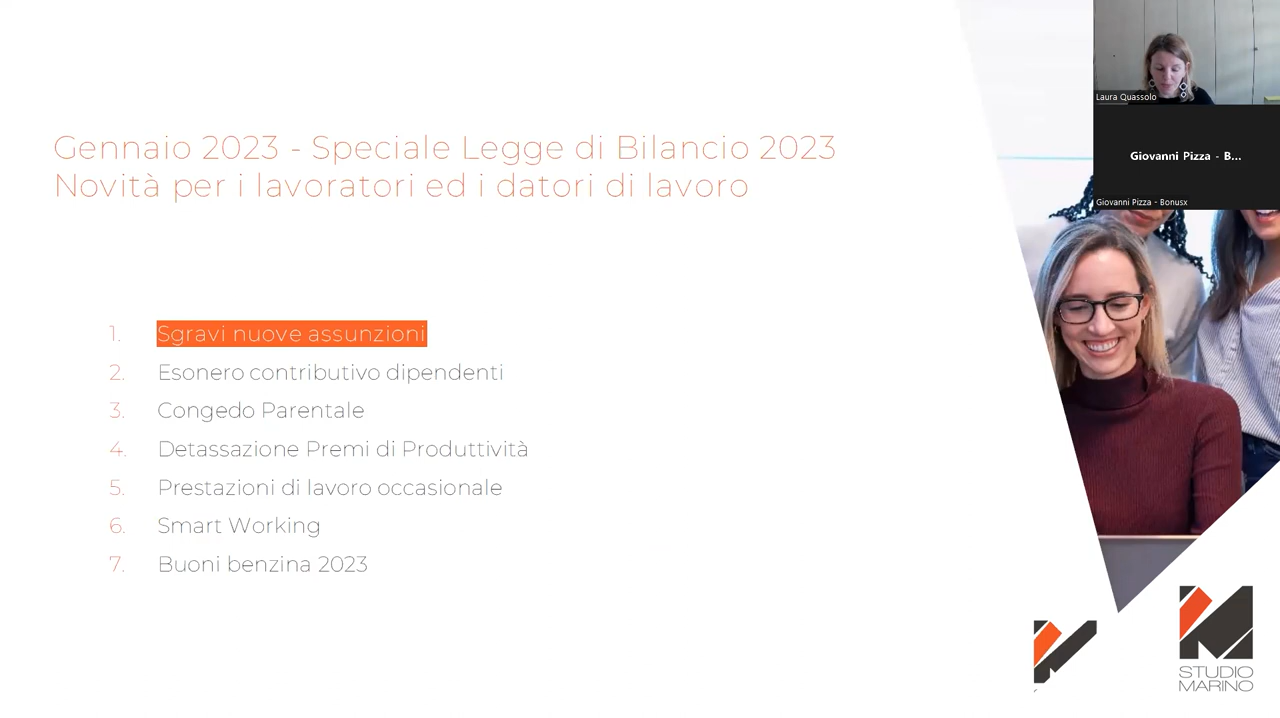 Gennaio 2023 - Speciale Legge di Bilancio 2023
Novità per i lavoratori ed i datori di lavoro
1. Sgravi nuove assunzioni
2. Esonero contributivo dipendenti
3. Congedo Parentale
4. Detassazione Premi di Produttività
5. Prestazioni di lavoro occasionale
6. Smart Working
7. Buoni benzina 2023
Laura Quassolo
Giovanni Pizza - B...
Giovanni Pizza - Bonusx
STUDIO
MARINO